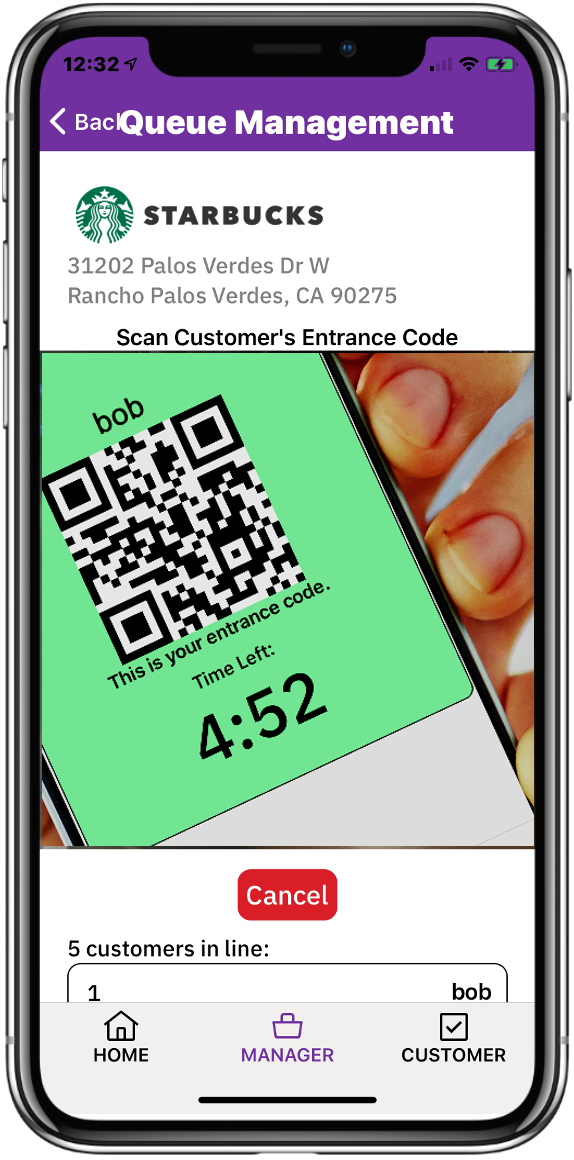 12:32
Back
Queue Management
STARBUCKS
31202 Palos Verdes Dr W
Rancho Palos Verdes, CA 90275
Scan Customer's Entrance Code
bob
This is your entrance code.
Time Left:
4:52
Cancel
5 customers in line:
1 bob
HOME MANAGER CUSTOMER